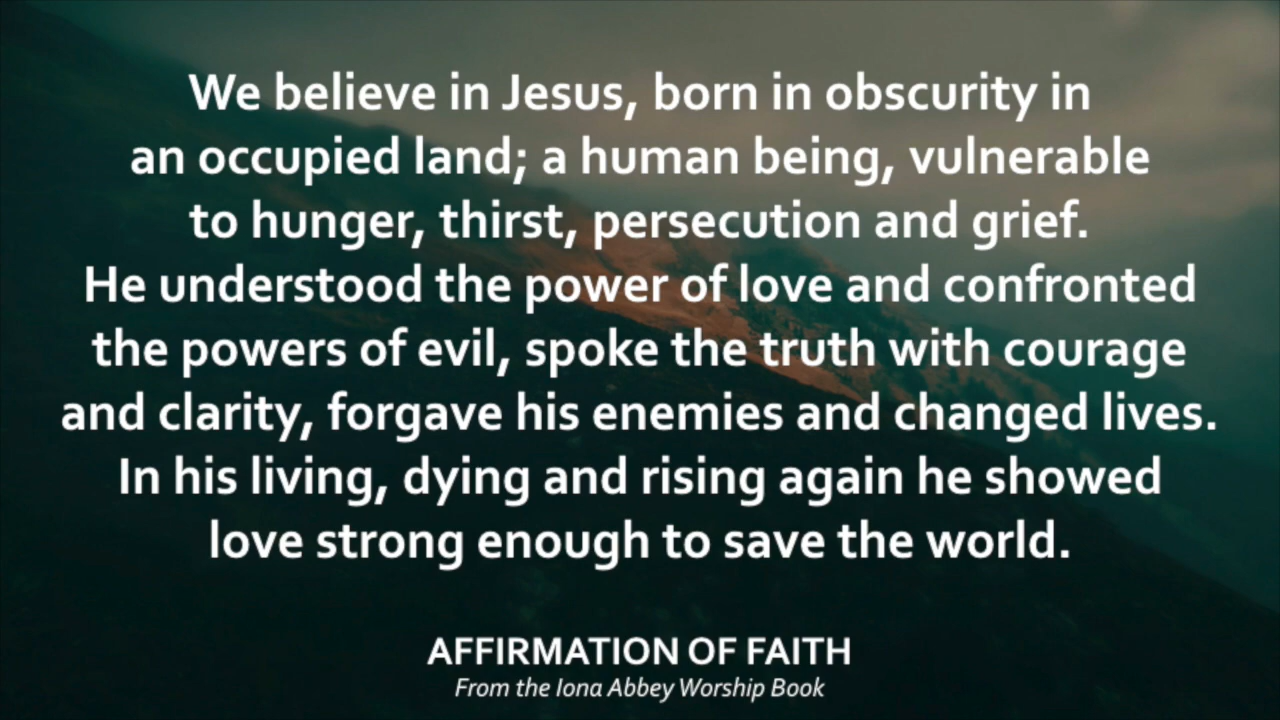 We believe in Jesus, born in obscurity in
an occupied land; a human being, vulnerable
to hunger, thirst, persecution and grief.
He understood the power of love and confronted
the powers of evil, spoke the truth with courage
and clarity, forgave his enemies and changed lives.
In his living, dying and rising again he showed
love strong enough to save the world.
AFFIRMATION OF FAITH
From the Iona Abbey Worship Book